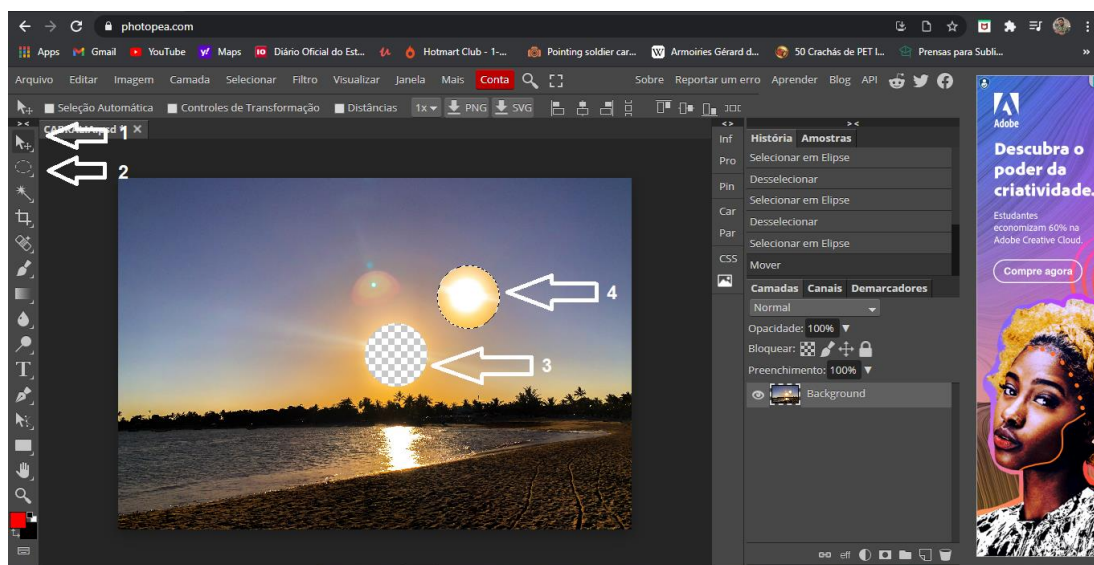 photopea.com
Apps Gmail YouTube Maps Diário Oficial do Est... Hotmart Club - 1-... Pointing soldier car... Armoiries Gérard d... 50 Crachás de PET I... Prensas para Subli... »
Arquivo Editar Imagem Camada Selecionar Filtro Visualizar Janela Mais Conta Sobre Reportar um erro Aprender Blog API
Seleção Automática Controles de Transformação Distâncias 1x PNG SVG
1
2
3
4
Inf
Pro
Pin
Car
Par
CSS
História Amostras
Selecionar em Elipse
Desselecionar
Selecionar em Elipse
Desselecionar
Selecionar em Elipse
Mover
Camadas Canais Demarcadores
Normal
Opacidade: 100%
Bloquear:
Preenchimento: 100%
Background
eff
Adobe
Descubra o
poder da
criatividade.
Estudantes
economizam 60% na
Adobe Creative Cloud.
Compre agora